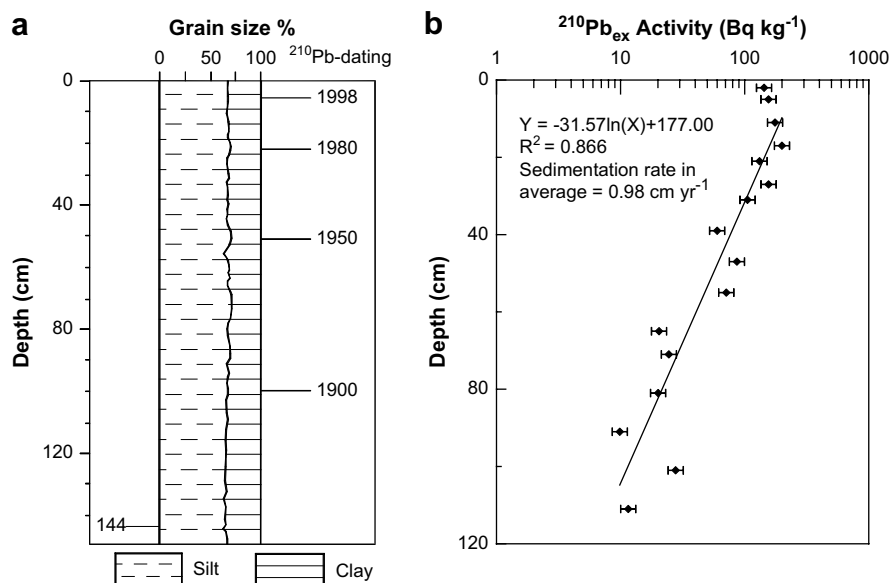 a
Grain size %
0 50 100
²¹⁰Pb-dating
0
40
80
120
Depth (cm)
1998
1980
1950
1900
144
Silt
Clay
b
²¹⁰Pbₑₓ Activity (Bq kg⁻¹)
1 10 100 1000
0
40
80
120
Depth (cm)
Y = -31.57ln(X)+177.00
R² = 0.866
Sedimentation rate in
average = 0.98 cm yr⁻¹